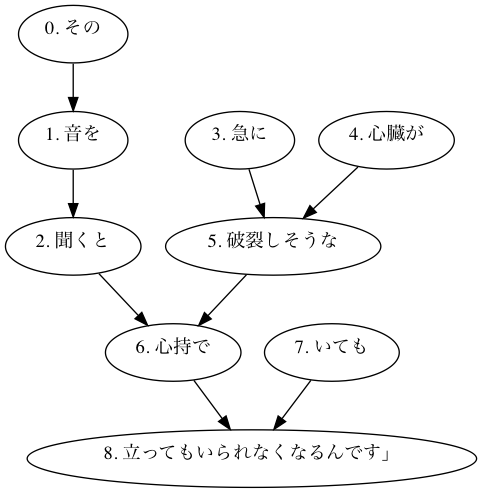 0. その
1. 音を
3. 急に
4. 心臓が
2. 聞くと
5. 破裂しそうな
6. 心持で
7. いても
8. 立ってもいられなくなるんです」